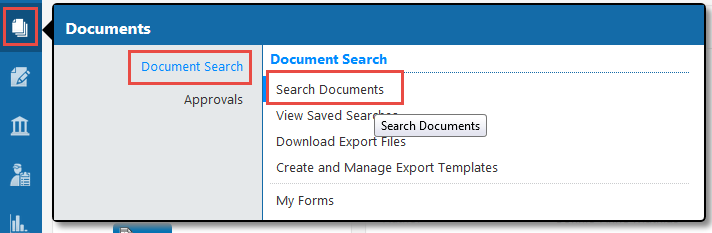 Documents
Document Search
Approvals
Document Search
Search Documents
View Saved Searches
Search Documents
Download Export Files
Create and Manage Export Templates
My Forms